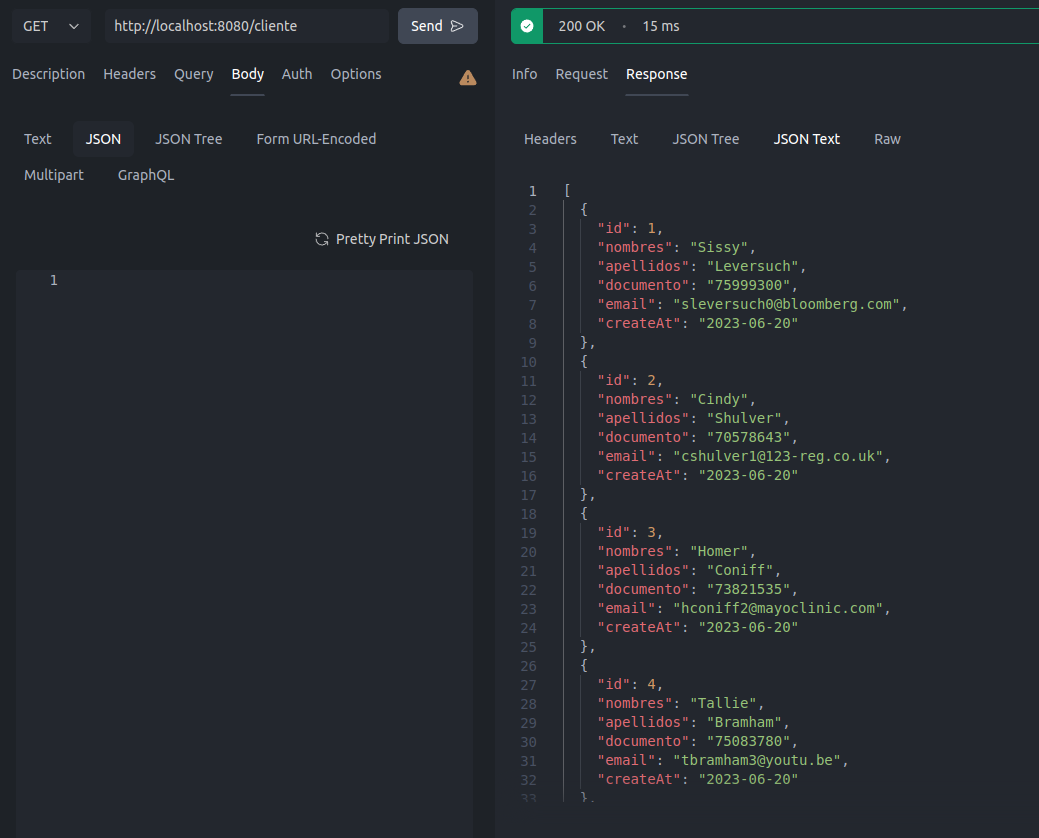 GET http://localhost:8080/cliente Send
Description Headers Query Body Auth Options
Text JSON JSON Tree Form URL-Encoded
Multipart GraphQL
Pretty Print JSON
1
200 OK • 15 ms
Info Request Response
Headers Text JSON Tree JSON Text Raw
1 [
2 {
3 "id": 1,
4 "nombres": "Sissy",
5 "apellidos": "Leversuch",
6 "documento": "75999300",
7 "email": "sleversuch0@bloomberg.com",
8 "createAt": "2023-06-20"
9 },
10 {
11 "id": 2,
12 "nombres": "Cindy",
13 "apellidos": "Shulver",
14 "documento": "70578643",
15 "email": "cshulver1@123-reg.co.uk",
16 "createAt": "2023-06-20"
17 },
18 {
19 "id": 3,
20 "nombres": "Homer",
21 "apellidos": "Coniff",
22 "documento": "73821535",
23 "email": "hconiff2@mayoclinic.com",
24 "createAt": "2023-06-20"
25 },
26 {
27 "id": 4,
28 "nombres": "Tallie",
29 "apellidos": "Bramham",
30 "documento": "75083780",
31 "email": "tbramham3@youtu.be",
32 "createAt": "2023-06-20"
33 },